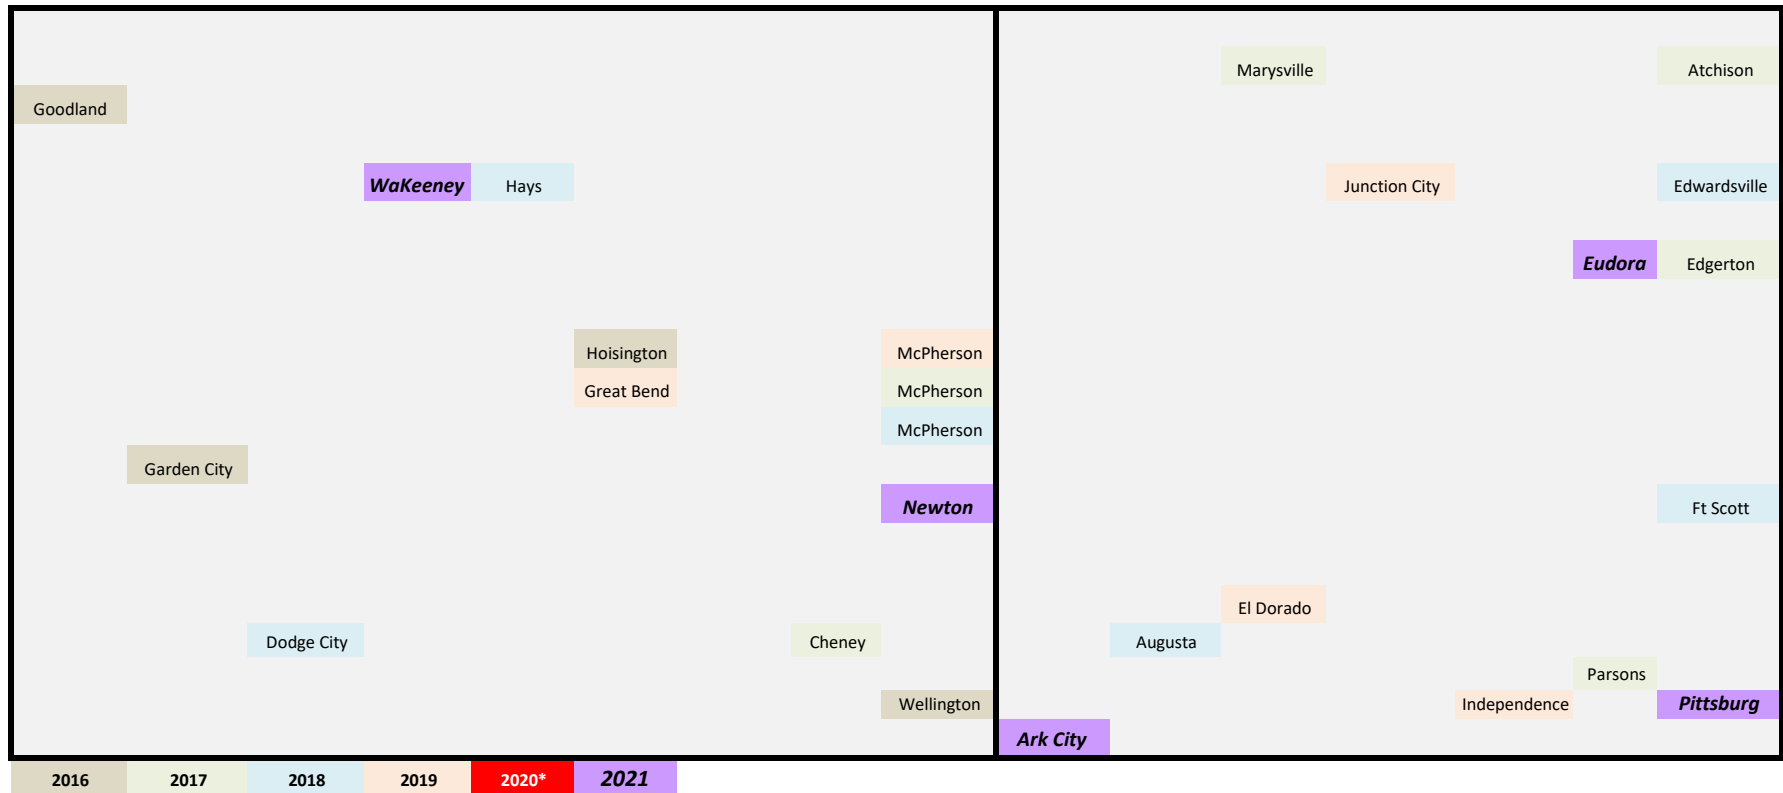 Marysville
Atchison
Goodland
WaKeeney
Hays
Junction City
Edwardsville
Eudora
Edgerton
Hoisington
McPherson
Great Bend
McPherson
McPherson
Garden City
Newton
Ft Scott
El Dorado
Dodge City
Cheney
Augusta
Parsons
Wellington
Independence
Pittsburg
Ark City
2016 2017 2018 2019 2020* 2021